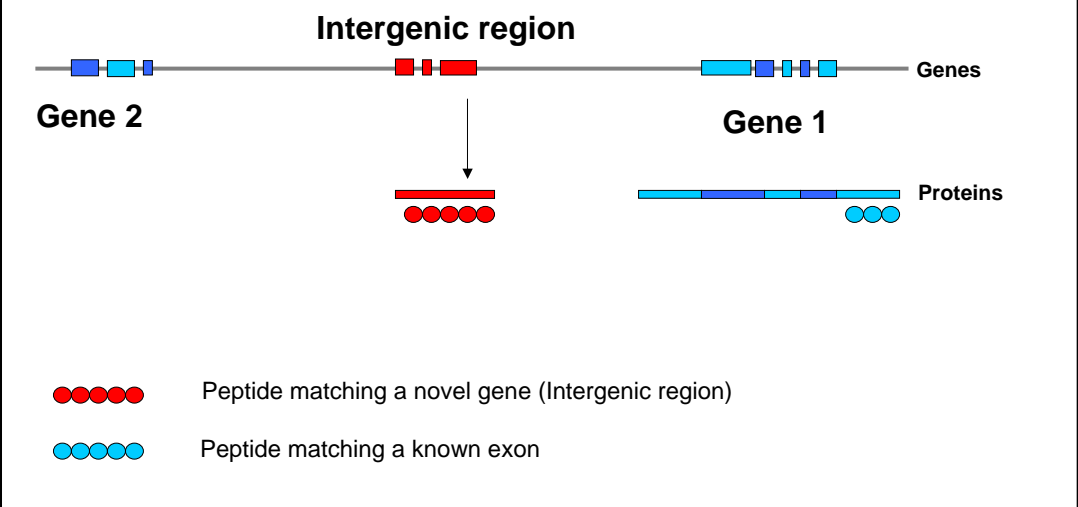 Intergenic region
Genes
Gene 2
Gene 1
Proteins
Peptide matching a novel gene (Intergenic region)
Peptide matching a known exon